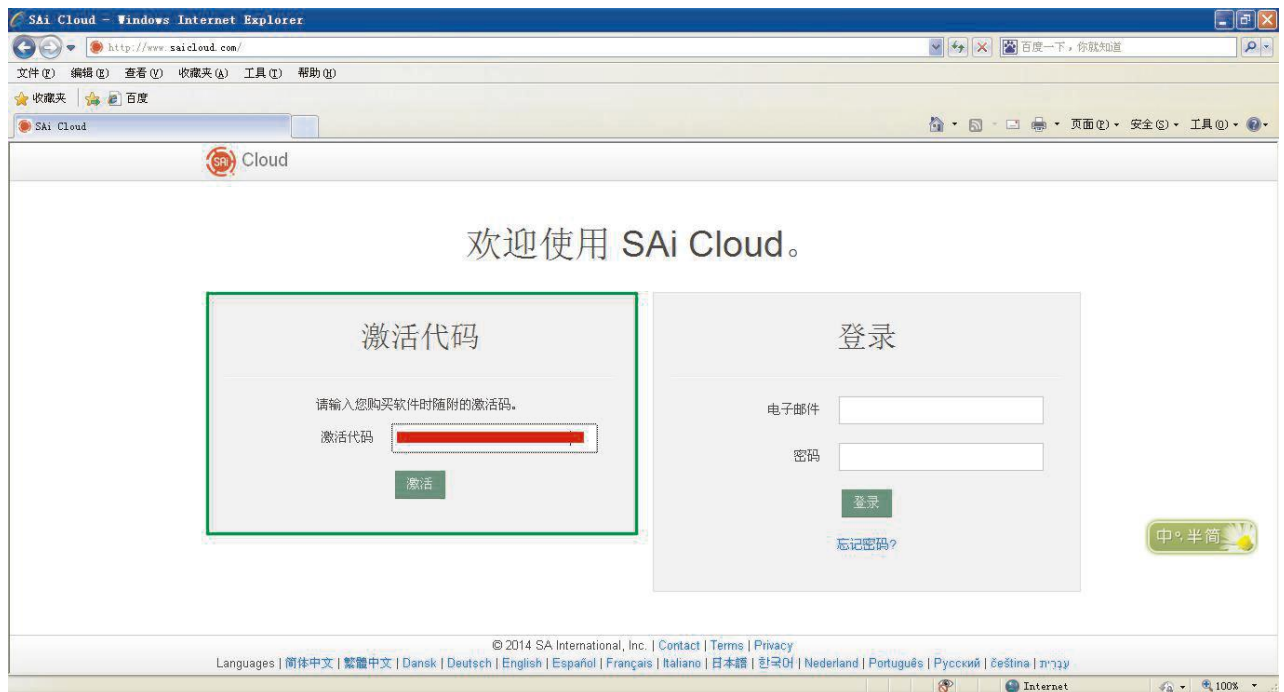 SAi Cloud - Windows Internet Explorer
http://www.saicloud.com/
百度一下，你就知道
文件(F) 编辑(E) 查看(V) 收藏夹(A) 工具(T) 帮助(H)
收藏夹 百度
SAi Cloud
页面(P) 安全(S) 工具(O)
SAi Cloud
欢迎使用 SAi Cloud。
激活代码
请输入您购买软件时随附的激活码。
激活代码
激活
登录
电子邮件
密码
登录
忘记密码?
中 半 简
© 2014 SA International, Inc. | Contact | Terms | Privacy
Languages | 简体中文 | 繁體中文 | Dansk | Deutsch | English | Español | Français | Italiano | 日本語 | 한국어 | Nederland | Português | Русский | čeština | עברית
Internet 100%